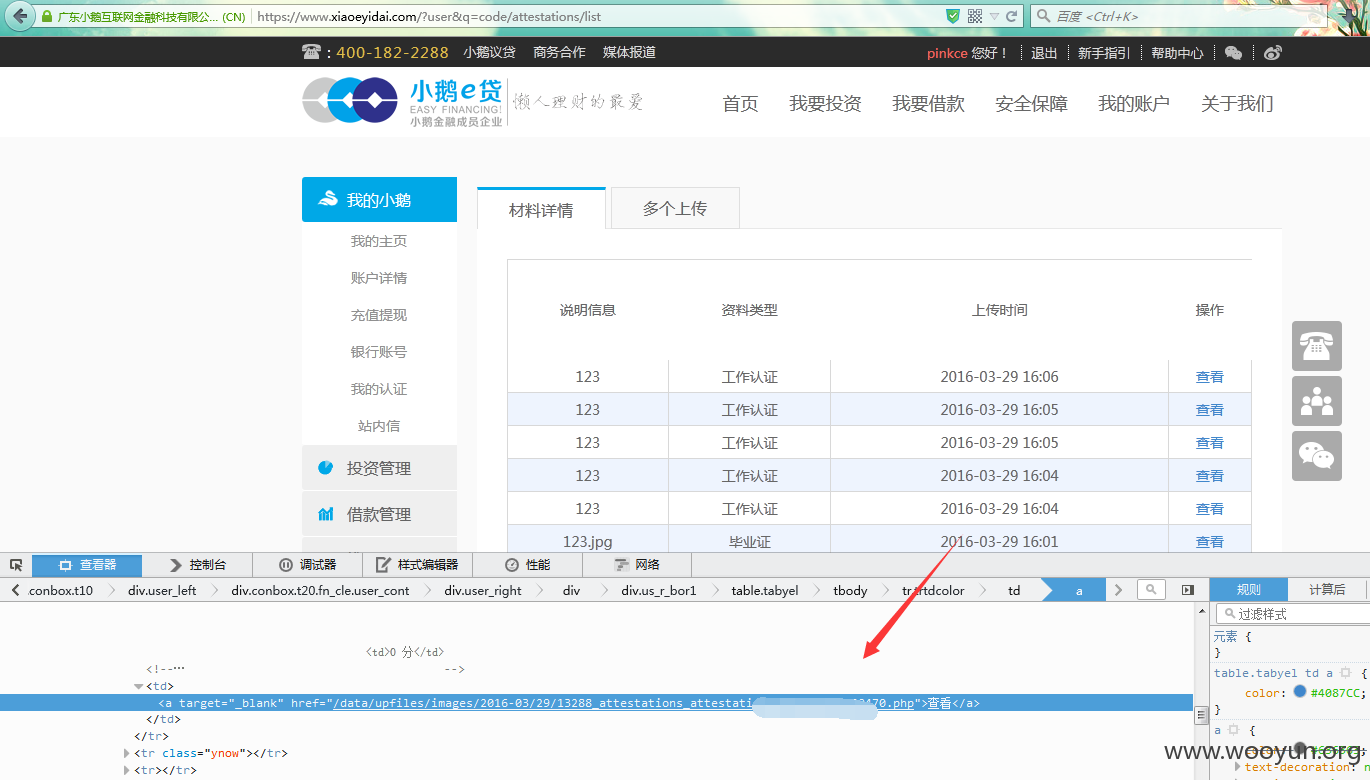 广东小鹅互联网金融科技有限公... (CN) https://www.xiaoeyidai.com/?user&q=code/attestations/list 百度 <Ctrl+K>
: 400-182-2288 小鹅议贷 商务合作 媒体报道 pinkce 您好！ 退出 新手指引 帮助中心
小鹅e贷
EASY FINANCING!
小鹅金融成员企业
懒人理财的最爱
首页 我要投资 我要借款 安全保障 我的账户 关于我们
我的小鹅
我的主页
账户详情
充值提现
银行账号
我的认证
站内信
投资管理
借款管理
材料详情 多个上传
说明信息 资料类型 上传时间 操作
123 工作认证 2016-03-29 16:06 查看
123 工作认证 2016-03-29 16:05 查看
123 工作认证 2016-03-29 16:05 查看
123 工作认证 2016-03-29 16:04 查看
123 工作认证 2016-03-29 16:04 查看
123.jpg 毕业证 2016-03-29 16:01 查看
查看器 控制台 调试器 样式编辑器 性能 网络
conbox.t10 div.user_left div.conbox.t20.fn_cle.user_cont div.user_right div div.us_r_bor1 table.tabyel tbody tr.trtdcolor td a 规则 计算后
<td>0 分</td>
<!--… -->
<td>
<a target="_blank" href="/data/upfiles/images/2016-03/29/13288_attestations_attestati 470.php">查看</a>
</td>
</tr>
<tr class="ynow"></tr>
<tr></tr>
过滤样式
元素 {
}
table.tabyel td a {
color: #4087CC;
}
a {
color:
text-decoration:
www.wooyun.org